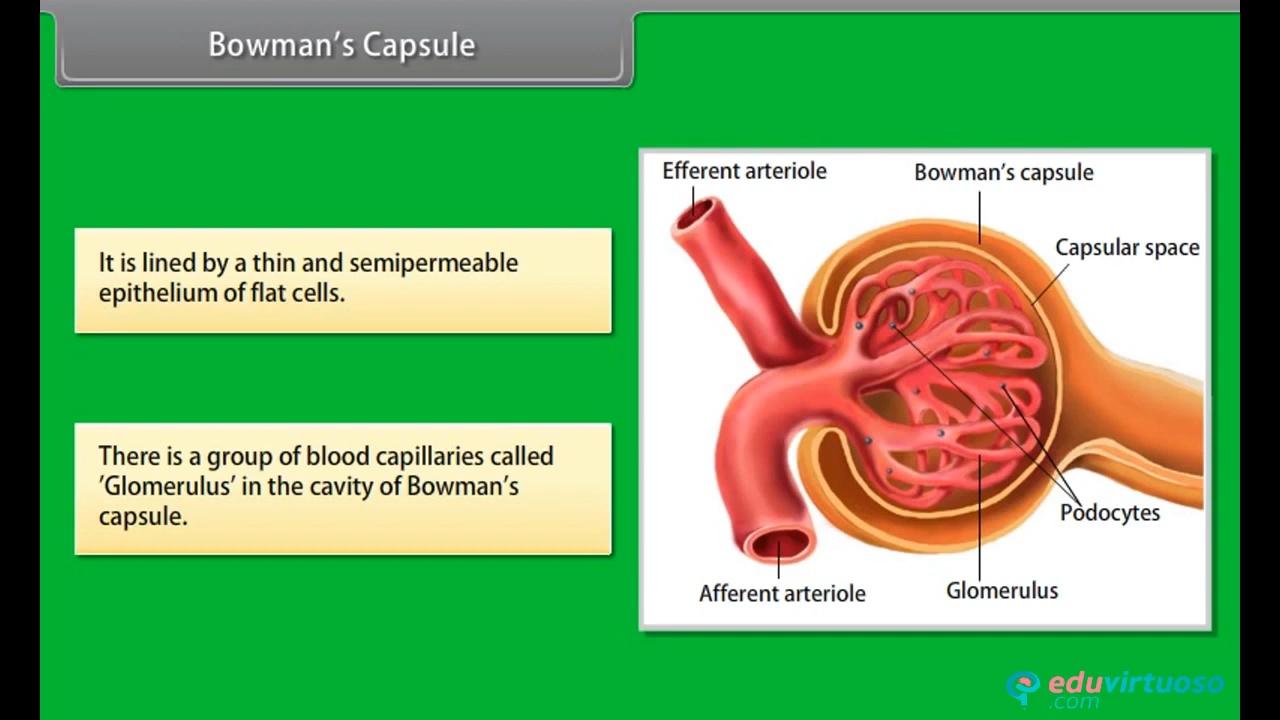 Bowman's Capsule
It is lined by a thin and semipermeable
epithelium of flat cells.
There is a group of blood capillaries called
'Glomerulus' in the cavity of Bowman's
capsule.
Efferent arteriole
Bowman's capsule
Capsular space
Podocytes
Afferent arteriole
Glomerulus
eduvirtuoso
.com